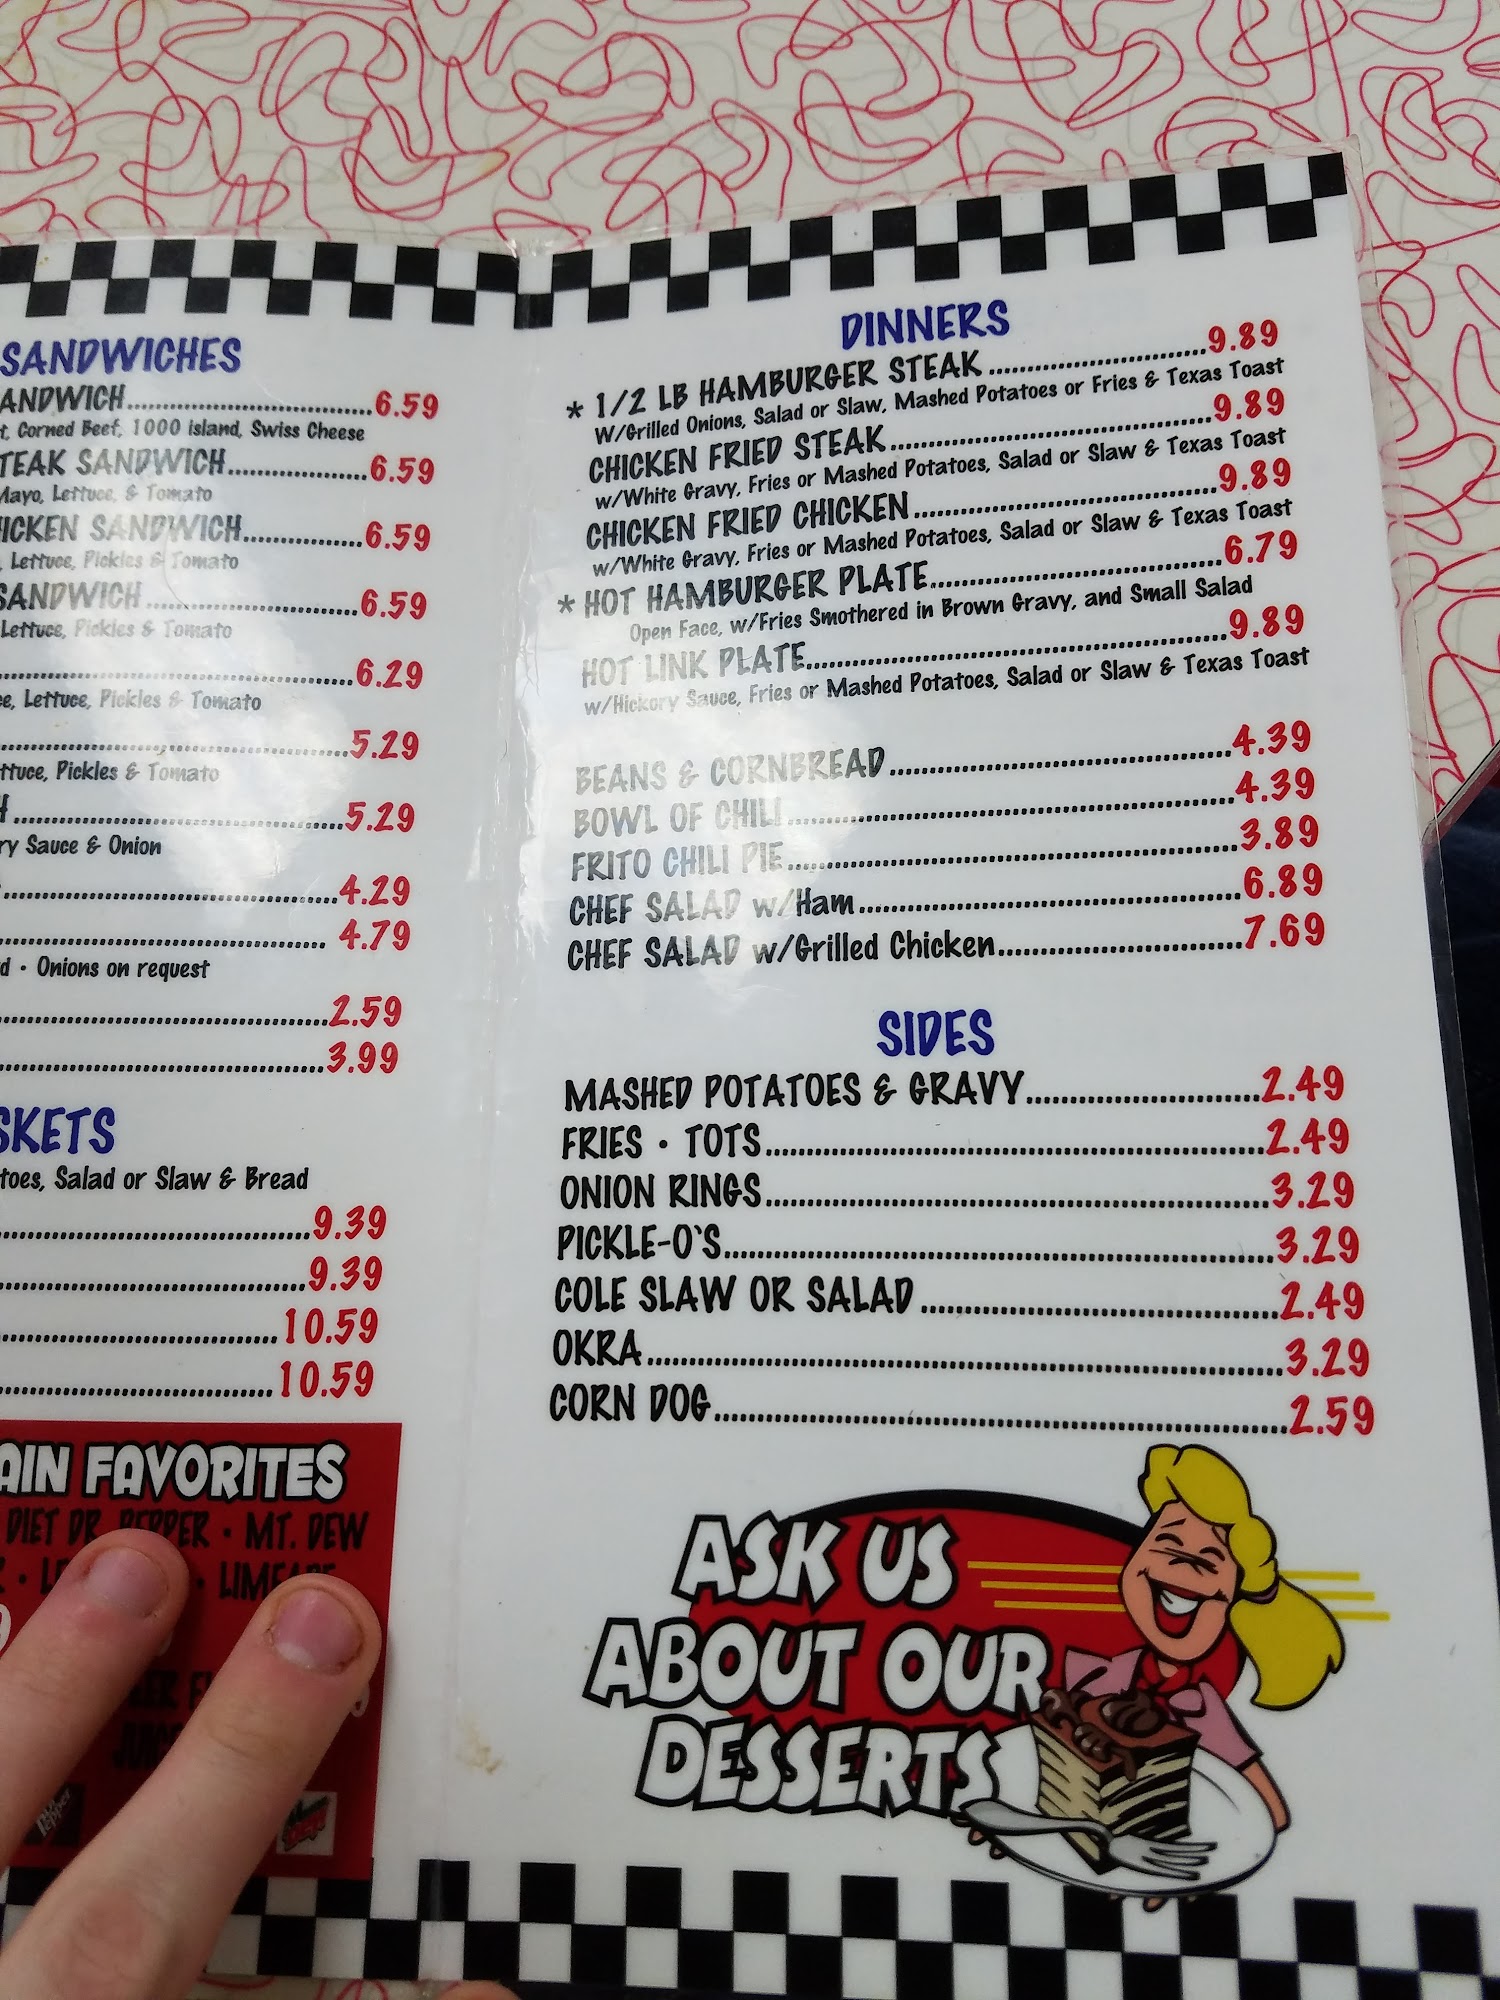 SANDWICHES
SANDWICH 6.59
Corned Beef, 1000 island, Swiss Cheese
STEAK SANDWICH 6.59
Mayo, Lettuce, & Tomato
CHICKEN SANDWICH 6.59
, Lettuce, Pickles & Tomato
SANDWICH 6.59
Lettuce, Pickles & Tomato
6.29
Lettuce, Pickles & Tomato
5.29
Lettuce, Pickles & Tomato
5.29
Sauce & Onion
4.29
4.79
• Onions on request
2.59
3.99
SKETS
toes, Salad or Slaw & Bread
9.39
9.39
10.59
10.59
AIN FAVORITES
DIET DR. PEPPER • MT. DEW
• LIMEADE
Dr Pepper
DINNERS
* 1/2 LB HAMBURGER STEAK 9.89
W/Grilled Onions, Salad or Slaw, Mashed Potatoes or Fries & Texas Toast
CHICKEN FRIED STEAK 9.89
w/White Gravy, Fries or Mashed Potatoes, Salad or Slaw & Texas Toast
CHICKEN FRIED CHICKEN 9.89
w/White Gravy, Fries or Mashed Potatoes, Salad or Slaw & Texas Toast
* HOT HAMBURGER PLATE 6.79
Open Face, w/Fries Smothered in Brown Gravy, and Small Salad
HOT LINK PLATE 9.89
w/Hickory Sauce, Fries or Mashed Potatoes, Salad or Slaw & Texas Toast
BEANS & CORNBREAD 4.39
BOWL OF CHILI 4.39
FRITO CHILI PIE 3.89
CHEF SALAD w/Ham 6.89
CHEF SALAD w/Grilled Chicken 7.69
SIDES
MASHED POTATOES & GRAVY 2.49
FRIES • TOTS 2.49
ONION RINGS 3.29
PICKLE-O'S 3.29
COLE SLAW OR SALAD 2.49
OKRA 3.29
CORN DOG 2.59
ASK US
ABOUT OUR
DESSERTS